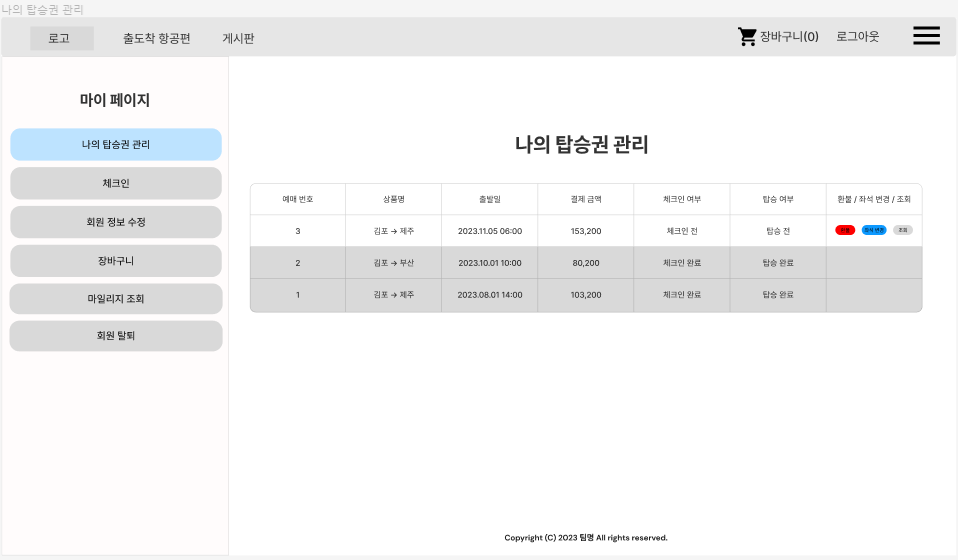 나의 탑승권 관리
로고 출도착 항공편 게시판 장바구니(0) 로그아웃
마이 페이지
나의 탑승권 관리
체크인
회원 정보 수정
장바구니
마일리지 조회
회원 탈퇴
나의 탑승권 관리
예매 번호 상품명 출발일 결제 금액 체크인 여부 탑승 여부 환불 / 좌석 변경 / 조회
3 김포 → 제주 2023.11.05 06:00 153,200 체크인 전 탑승 전 환불 좌석 변경 조회
2 김포 → 부산 2023.10.01 10:00 80,200 체크인 완료 탑승 완료
1 김포 → 제주 2023.08.01 14:00 103,200 체크인 완료 탑승 완료
Copyright (C) 2023 팀명 All rights reserved.